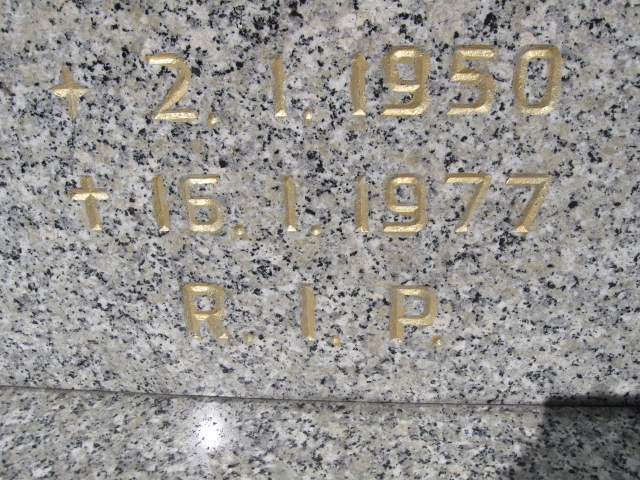 ✝ 2. 1. 1950
✝ 16. 1. 1977
R. I. P.